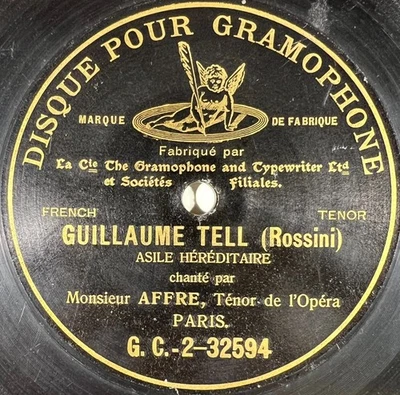 DISQUE POUR GRAMOPHONE
MARQUE DE FABRIQUE
Fabriqué par
La Cie The Gramophone and Typewriter Ltd
et Sociétés Filiales.
FRENCH TENOR
GUILLAUME TELL (Rossini)
ASILE HÉRÉDITAIRE
chanté par
Monsieur AFFRE, Ténor de l'Opéra
PARIS.
G. C.-2-32594